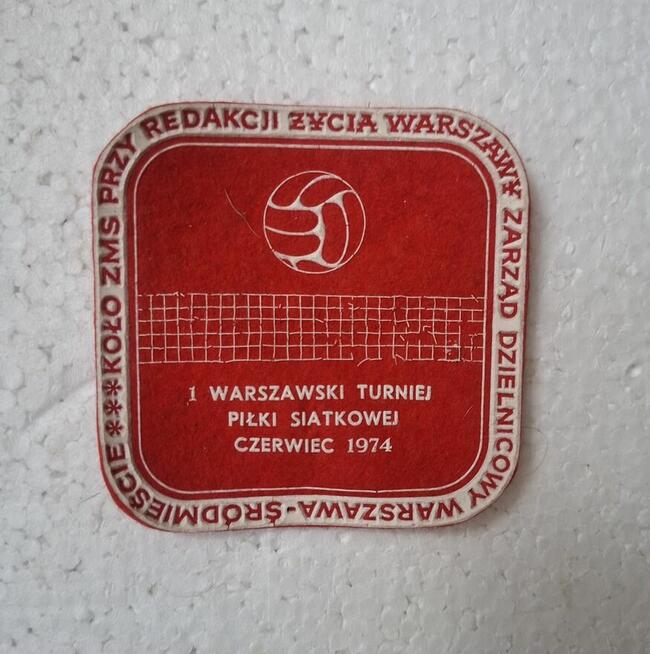 ***KOŁO ZMS PRZY REDAKCJI ŻYCIA WARSZAWY ZARZĄD DZIELNICOWY WARSZAWA-ŚRÓDMIEŚCIE
1 WARSZAWSKI TURNIEJ
PIŁKI SIATKOWEJ
CZERWIEC 1974